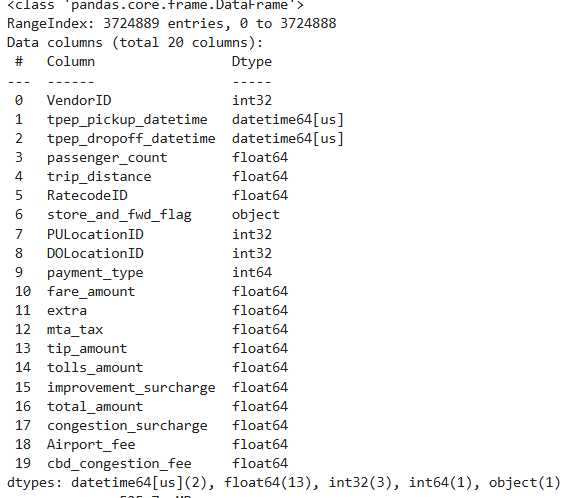 <class 'pandas.core.frame.DataFrame'>
RangeIndex: 3724889 entries, 0 to 3724888
Data columns (total 20 columns):
 #   Column                 Dtype
---  ------                 -----
 0   VendorID               int32
 1   tpep_pickup_datetime   datetime64[us]
 2   tpep_dropoff_datetime  datetime64[us]
 3   passenger_count        float64
 4   trip_distance          float64
 5   RatecodeID             float64
 6   store_and_fwd_flag     object
 7   PULocationID           int32
 8   DOLocationID           int32
 9   payment_type           int64
 10  fare_amount            float64
 11  extra                  float64
 12  mta_tax                float64
 13  tip_amount             float64
 14  tolls_amount           float64
 15  improvement_surcharge  float64
 16  total_amount           float64
 17  congestion_surcharge   float64
 18  Airport_fee            float64
 19  cbd_congestion_fee     float64
dtypes: datetime64[us](2), float64(13), int32(3), int64(1), object(1)